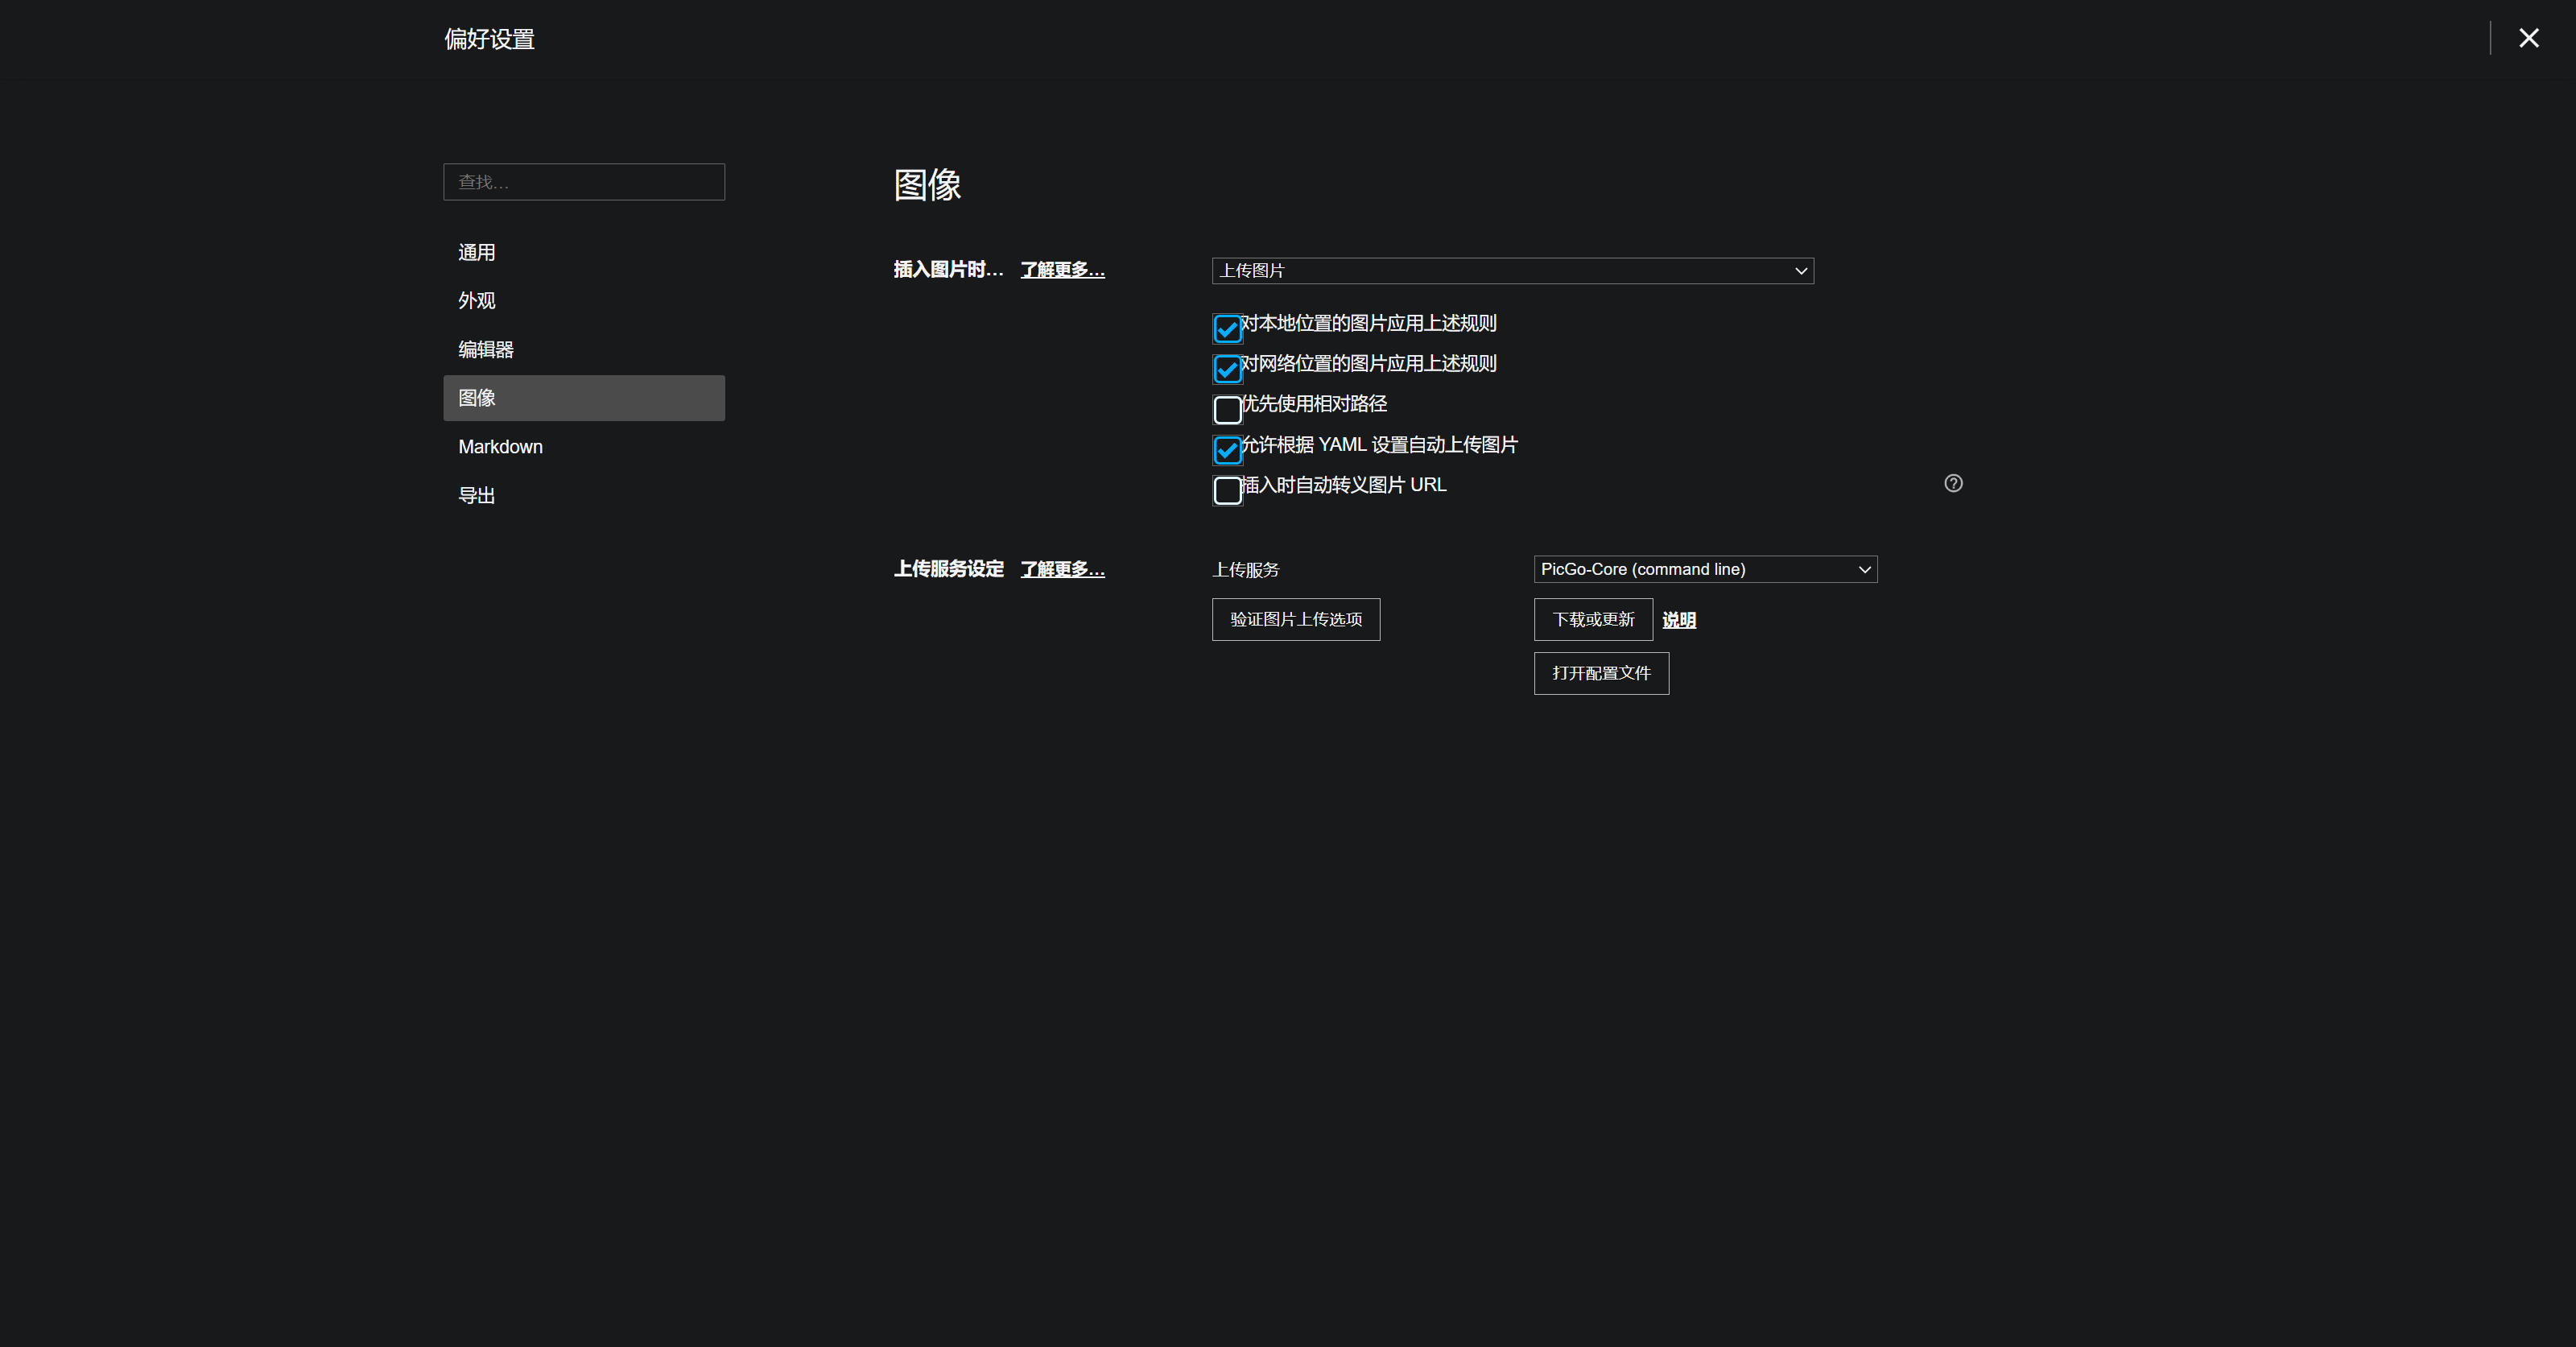 偏好设置
查找...
通用
外观
编辑器
图像
Markdown
导出
图像
插入图片时... 了解更多...
上传图片
对本地位置的图片应用上述规则
对网络位置的图片应用上述规则
优先使用相对路径
允许根据 YAML 设置自动上传图片
插入时自动转义图片 URL
上传服务设定 了解更多...
上传服务 PicGo-Core (command line)
验证图片上传选项 下载或更新 说明
打开配置文件